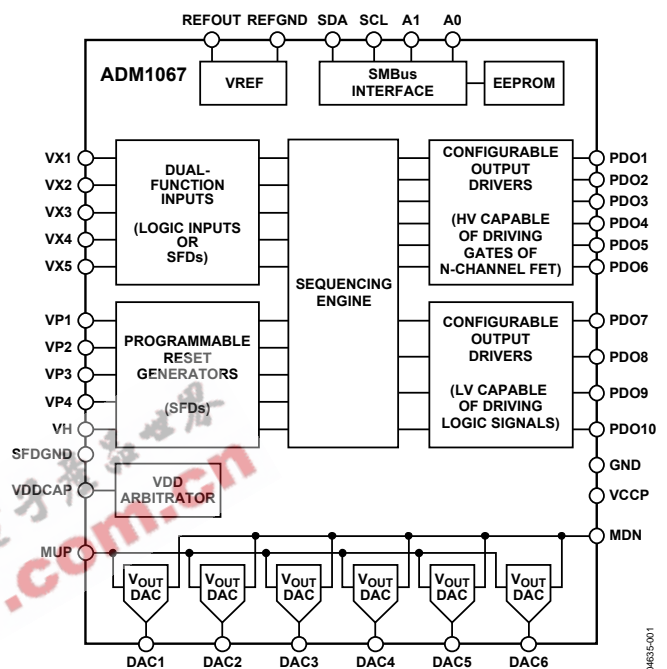 REFOUT REFGND SDA SCL A1 A0
ADM1067
VREF
SMBus
INTERFACE
EEPROM
VX1
VX2
VX3
VX4
VX5
DUAL-
FUNCTION
INPUTS
(LOGIC INPUTS
OR
SFDs)
VP1
VP2
VP3
VP4
VH
PROGRAMMABLE
RESET
GENERATORS
(SFDs)
SEQUENCING
ENGINE
CONFIGURABLE
OUTPUT
DRIVERS
(HV CAPABLE
OF DRIVING
GATES OF
N-CHANNEL FET)
PDO1
PDO2
PDO3
PDO4
PDO5
PDO6
CONFIGURABLE
OUTPUT
DRIVERS
(LV CAPABLE
OF DRIVING
LOGIC SIGNALS)
PDO7
PDO8
PDO9
PDO10
SFDGND
VDDCAP
VDD
ARBITRATOR
GND
VCCP
MUP
MDN
VOUT
DAC
VOUT
DAC
VOUT
DAC
VOUT
DAC
VOUT
DAC
VOUT
DAC
DAC1 DAC2 DAC3 DAC4 DAC5 DAC6
04635-001
.com.cn